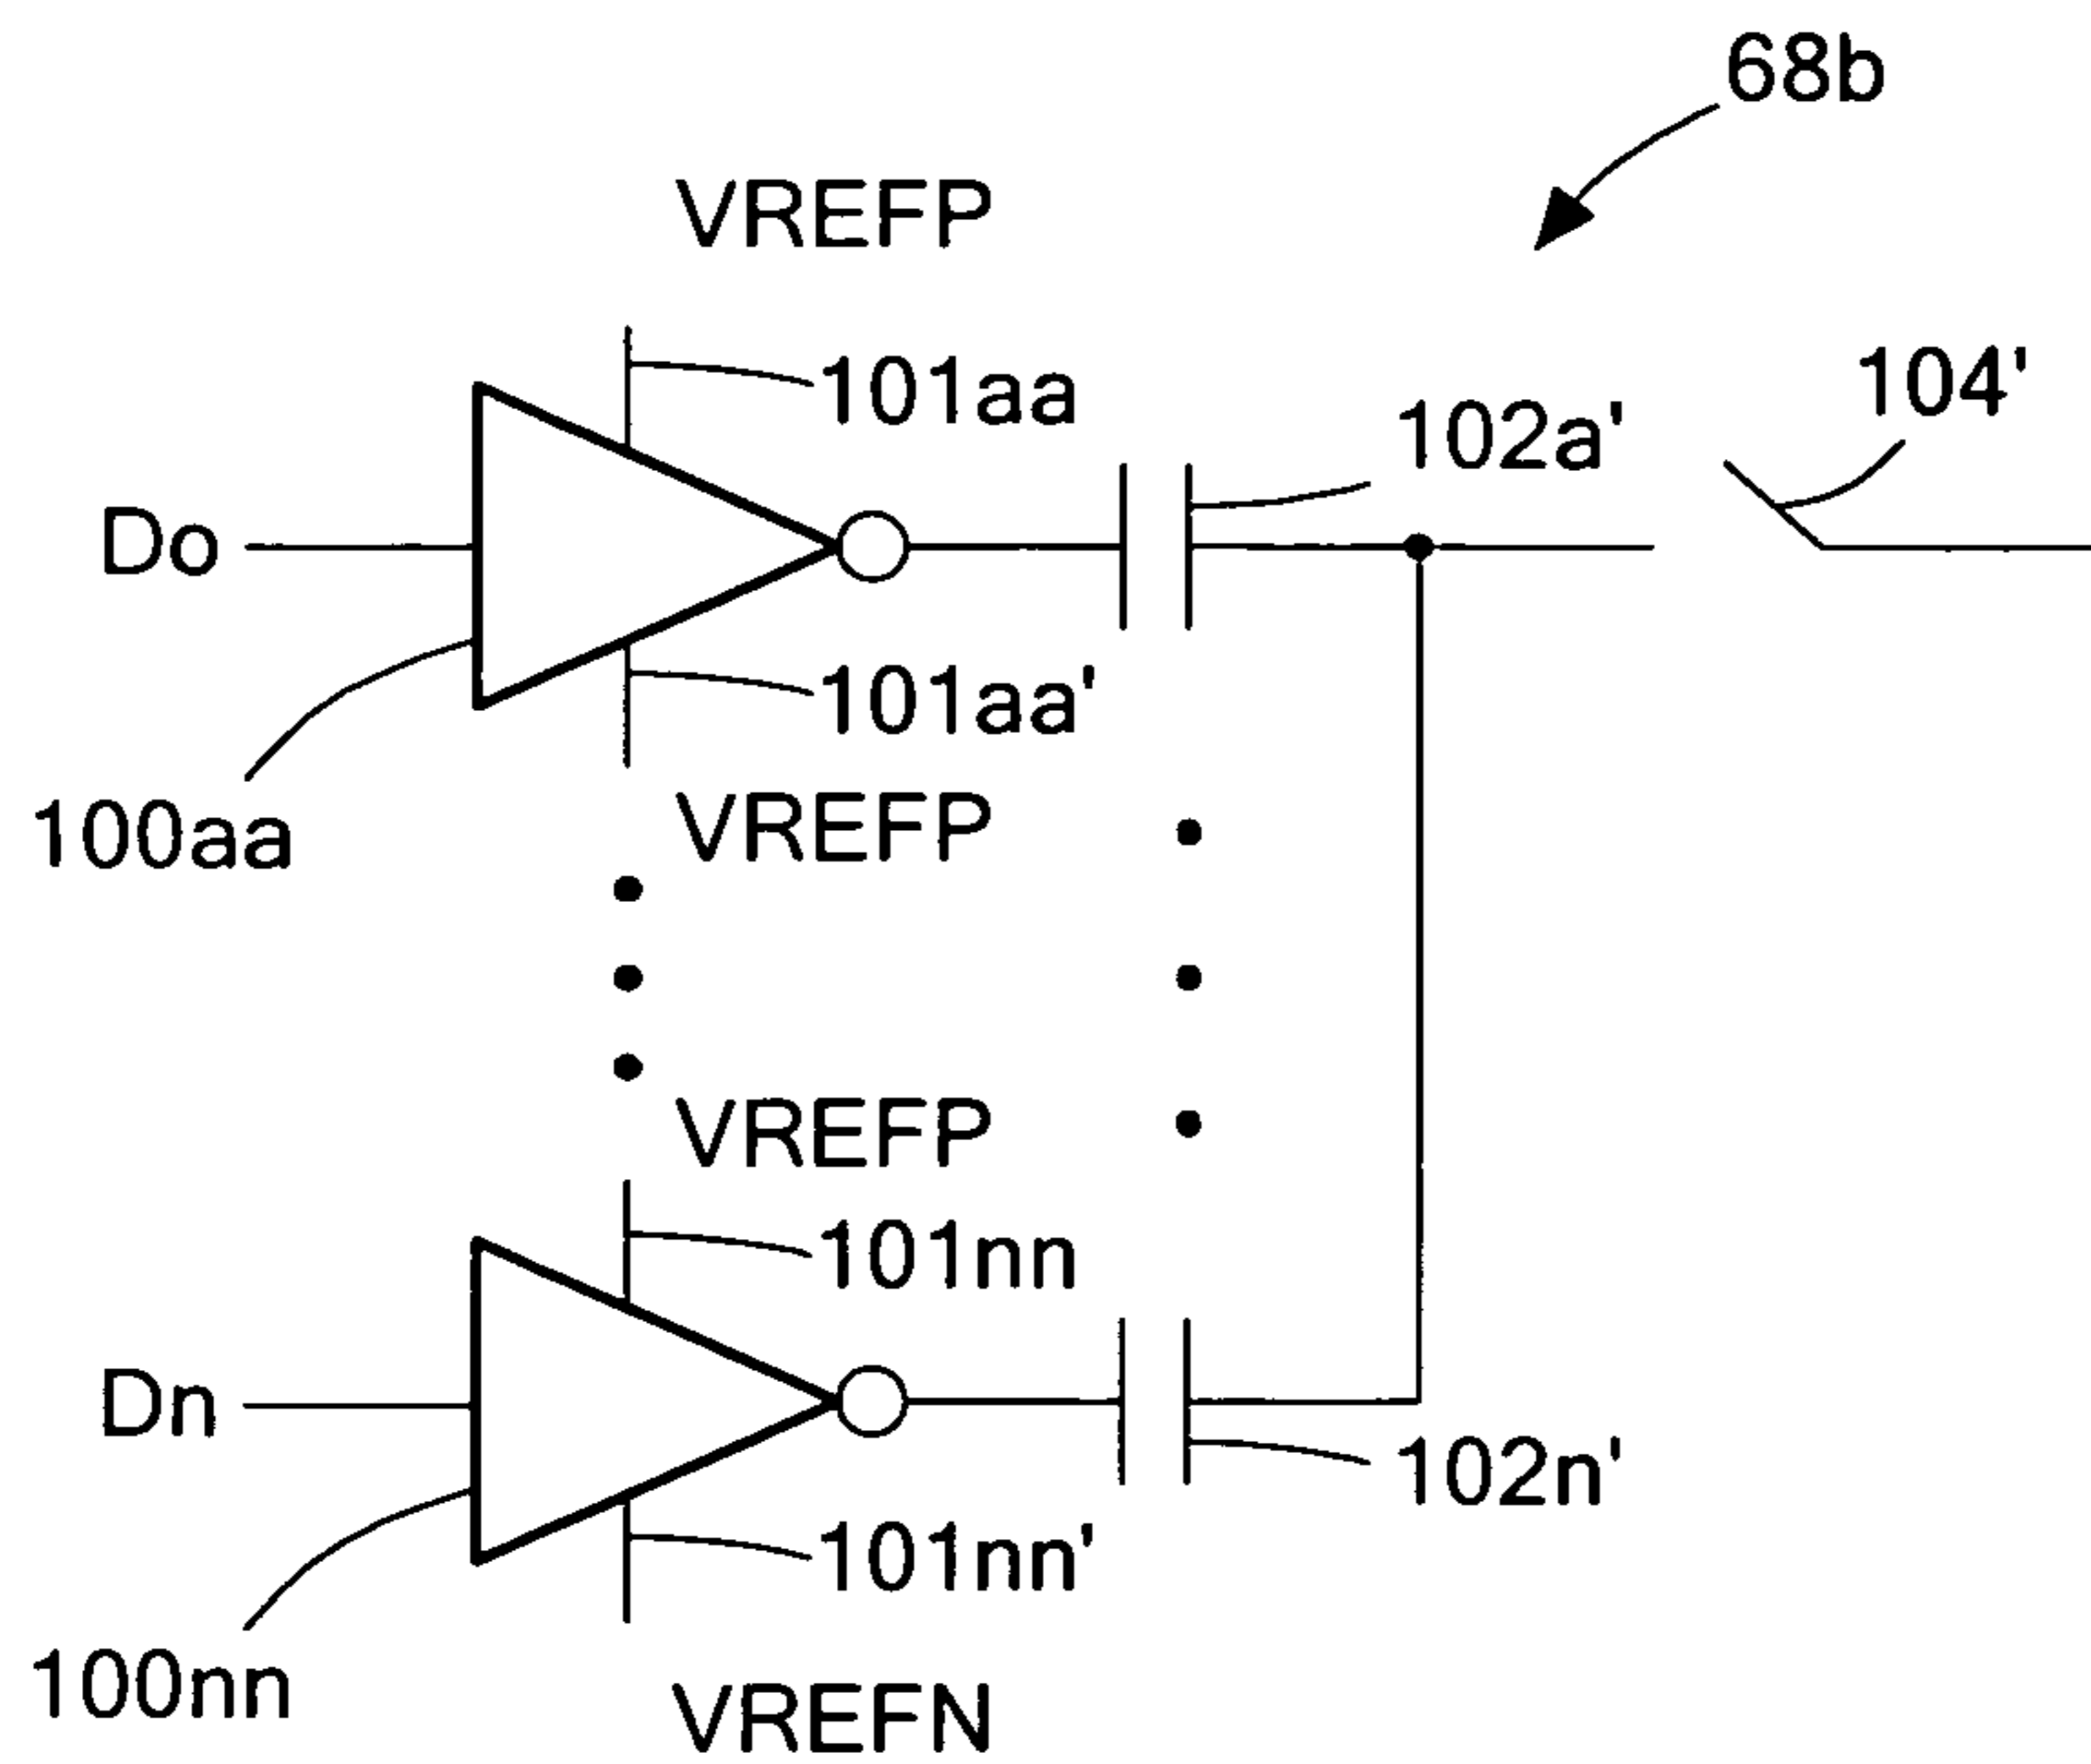 68b
VREFP
104'
101aa
102a'
Do
101aa'
100aa
VREFP
VREFP
101nn
Dn
102n'
101nn'
100nn
VREFN